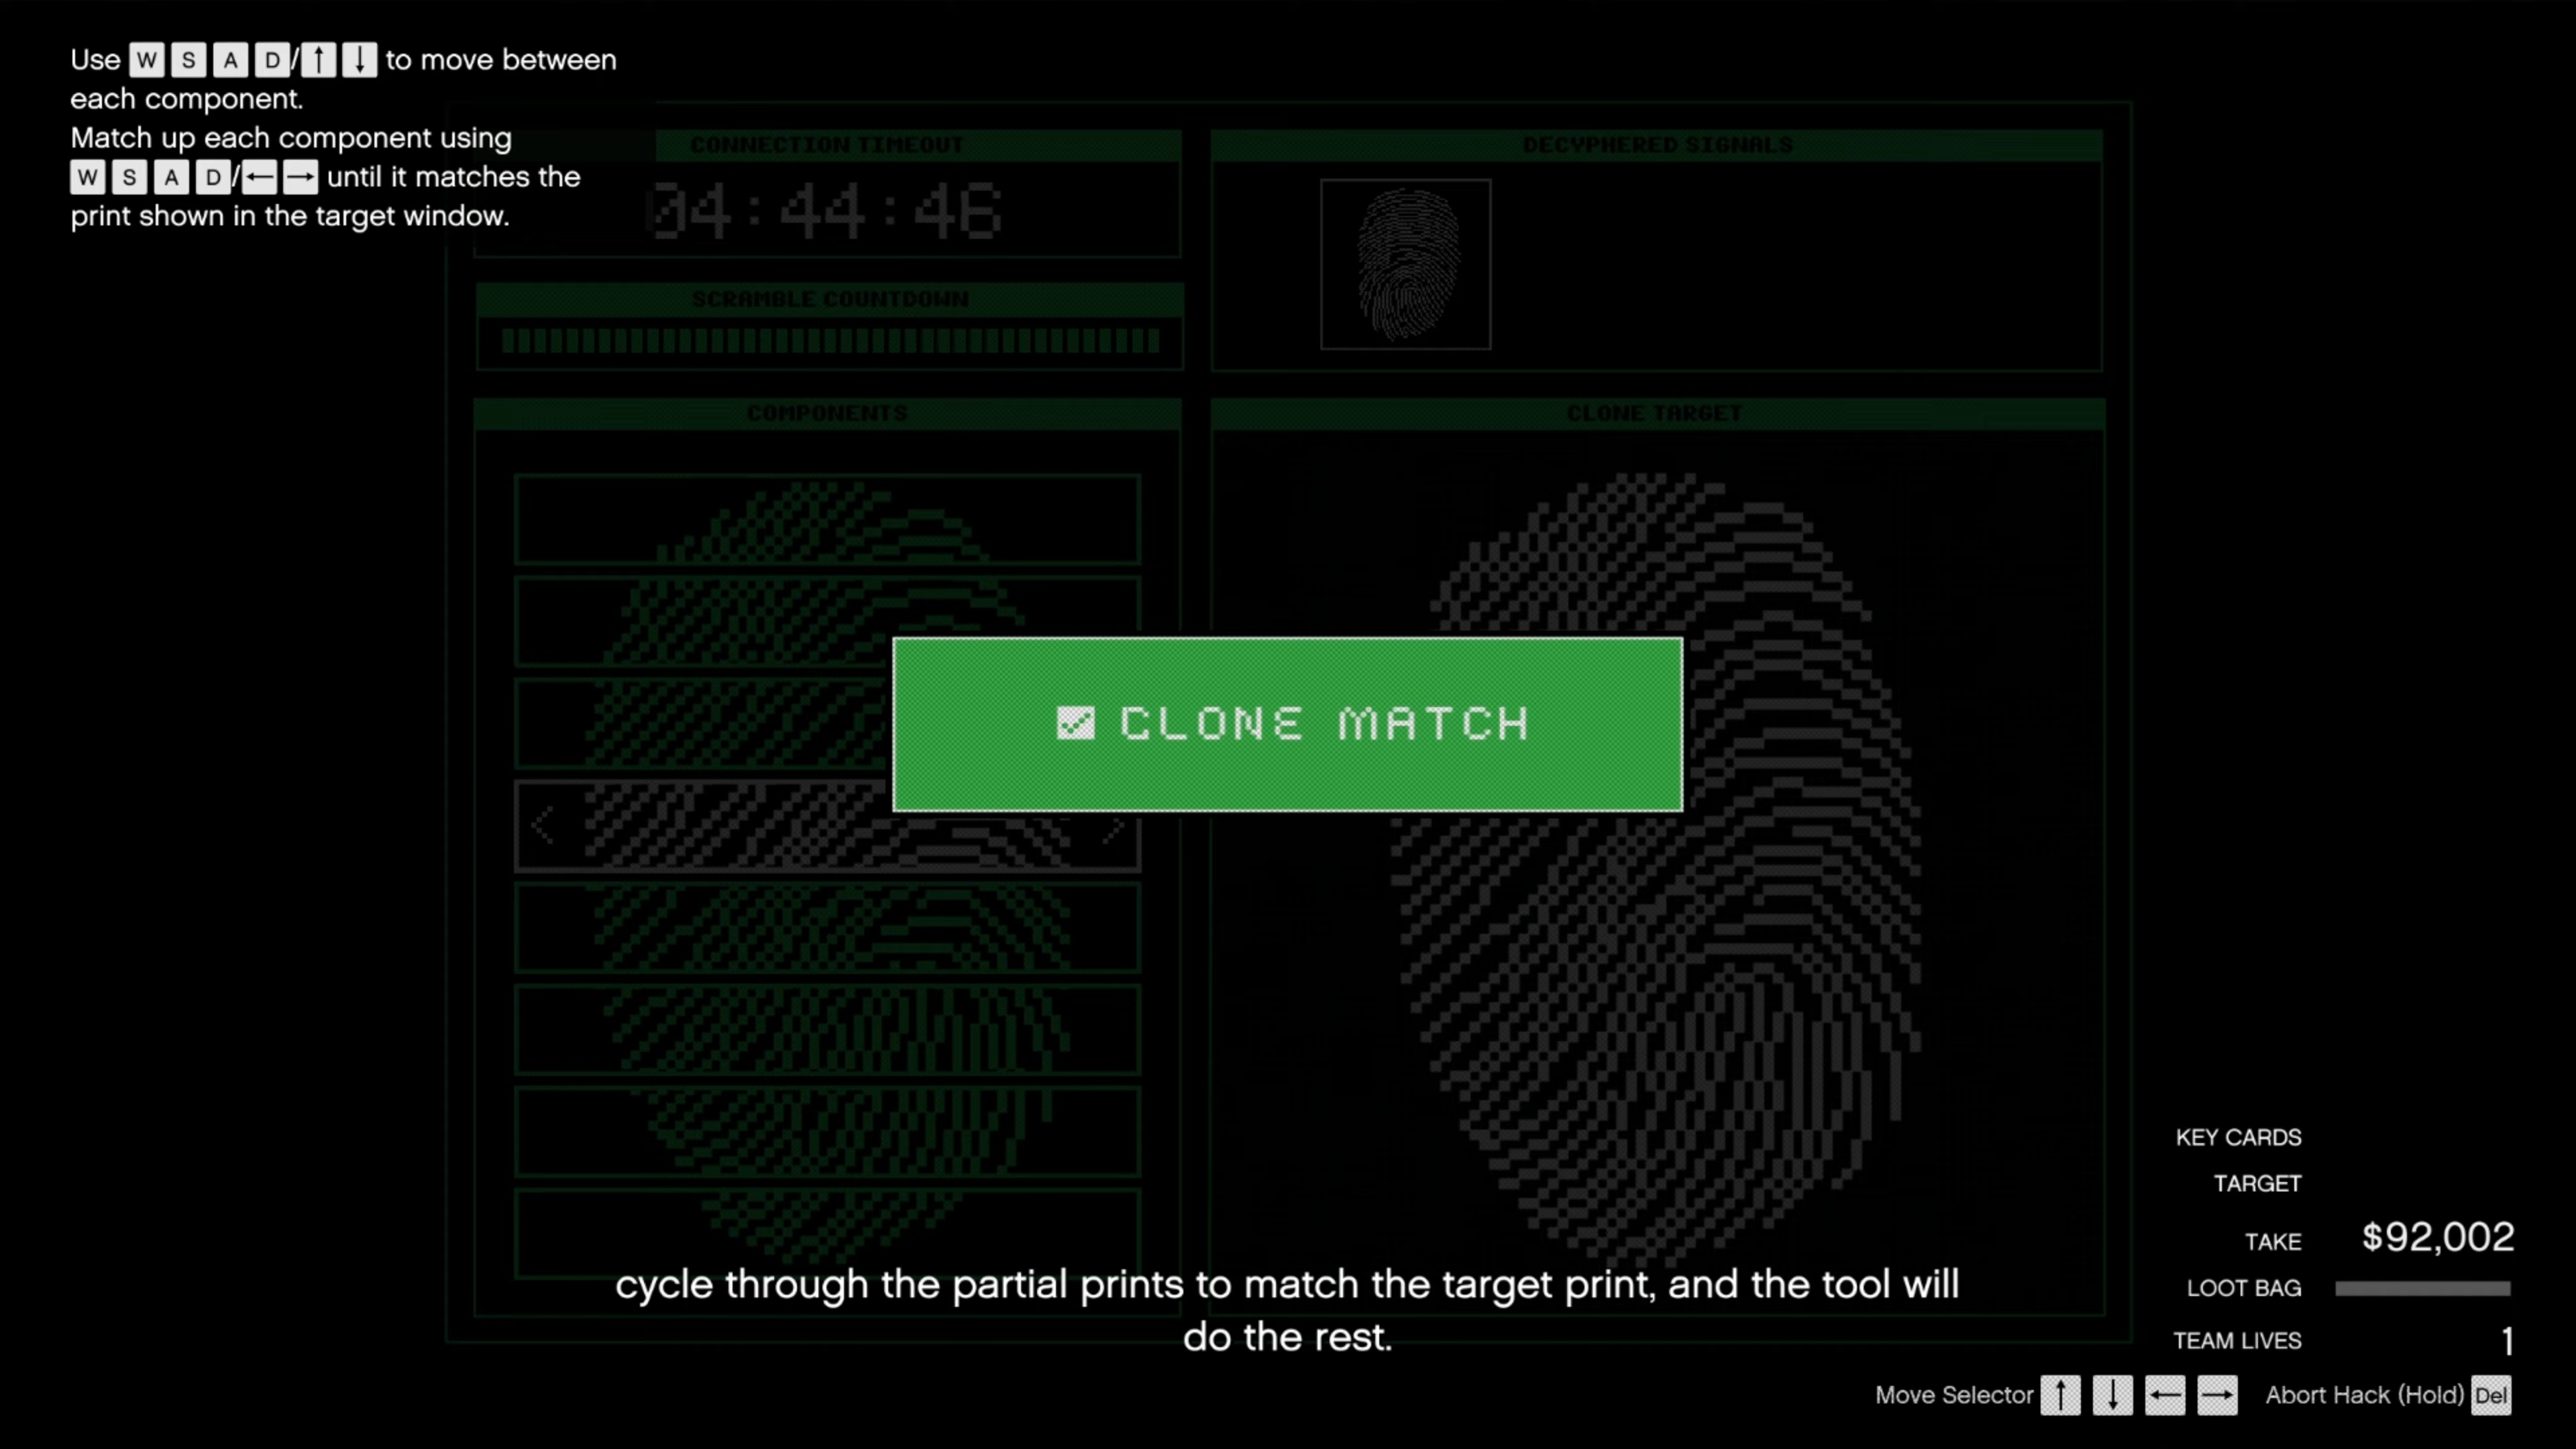 Use W S A D/↑ ↓ to move between
each component.
Match up each component using
W S A D/← → until it matches the
print shown in the target window.
CONNECTION TIMEOUT
04:44:46
DECYPHERED SIGNALS
SCRAMBLE COUNTDOWN
COMPONENTS
CLONE TARGET
CLONE MATCH
KEY CARDS
TARGET
TAKE $92,002
LOOT BAG
TEAM LIVES 1
cycle through the partial prints to match the target print, and the tool will
do the rest.
Move Selector ↑ ↓ ← → Abort Hack (Hold) Del